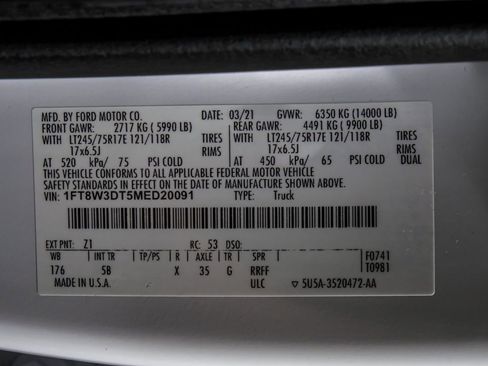 MFD. BY FORD MOTOR CO. DATE: 03/21 GVWR: 6350 KG (14000 LB)
FRONT GAWR: 2717 KG (5990 LB) REAR GAWR: 4491 KG (9900 LB)
LT245/75R17E 121/118R TIRES LT245/75R17E 121/118R TIRES
17x6.5J RIMS 17x6.5J RIMS
AT 520 kPa/ 75 PSI COLD AT 450 kPa/ 65 PSI COLD DUAL
THIS VEHICLE CONFORMS TO ALL APPLICABLE FEDERAL MOTOR VEHICLE
SAFETY STANDARDS IN EFFECT ON THE DATE OF MANUFACTURE SHOWN ABOVE.
VIN: 1FT8W3DT5MED20091 TYPE: Truck
EXT PNT: Z1 RC: 53 DSO:
WB INT TR TP/PS R AXLE TR SPR F0741
176 5B X 35 G RRFF T0981
MADE IN U.S.A. ULC ▽ 5U5A-3520472-AA